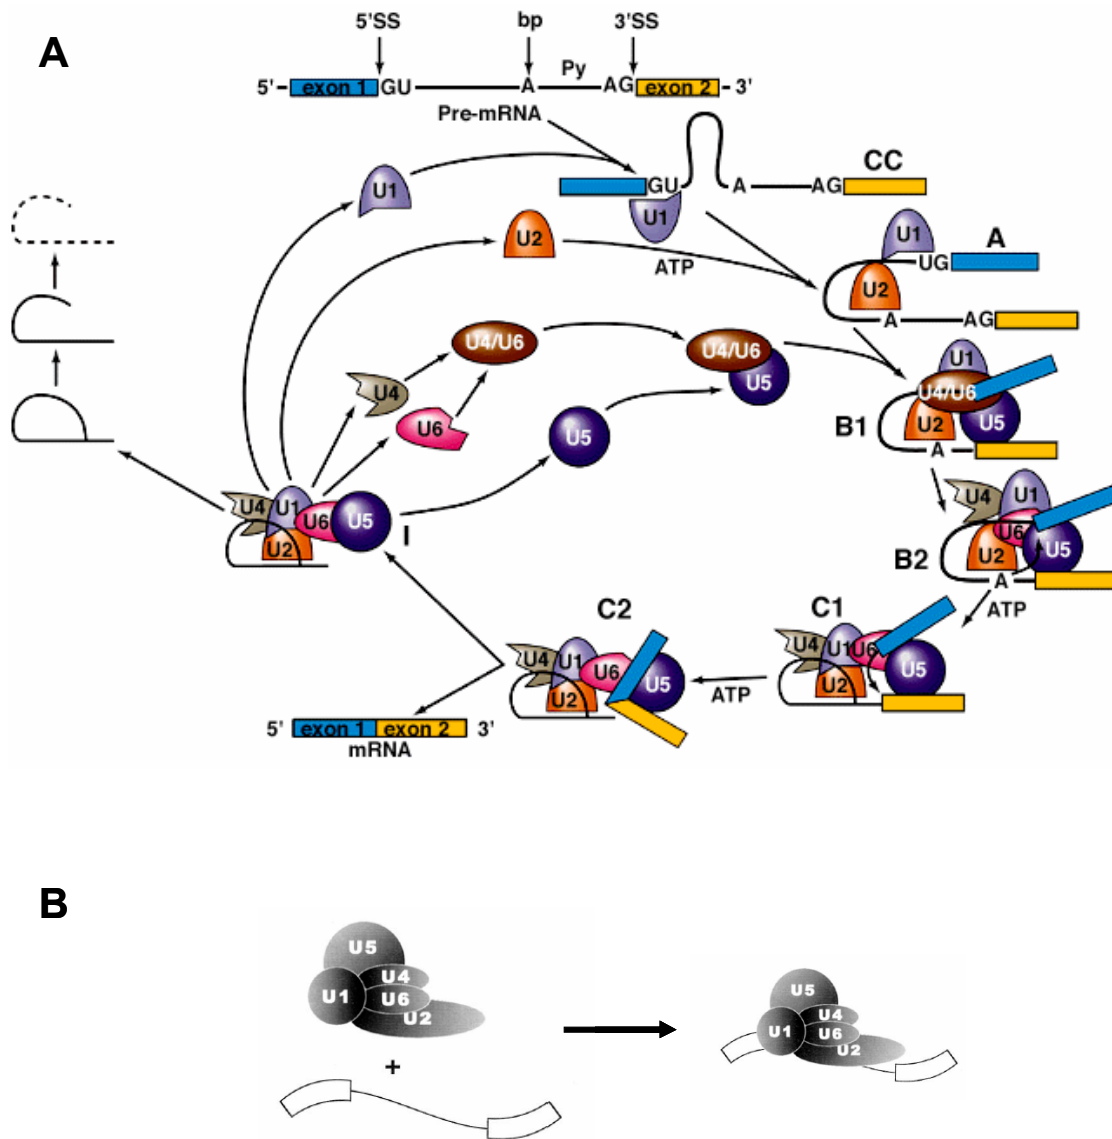 A
5'SS bp 3'SS
5'- exon 1 GU A Py AG exon 2 - 3'
Pre-mRNA
CC
U1
GU A AG
U1
U1 A
U2
ATP
UG
U2
A AG
U4/U6
U4/U6
U5
U1
U4/U6
U4
U6
U5
B1
U2
U5
A
U4
U1
U4 U1
U6 U5
I
U2
U6
U5
B2
U2
A
ATP
C2
C1
U4 U1
U6
U5
U2
ATP
U4 U1 U6
U5
U2
5' exon 1 exon 2 3'
mRNA
B
U5
U4
U1 U6
U2
+
U5
U4
U1 U6
U2